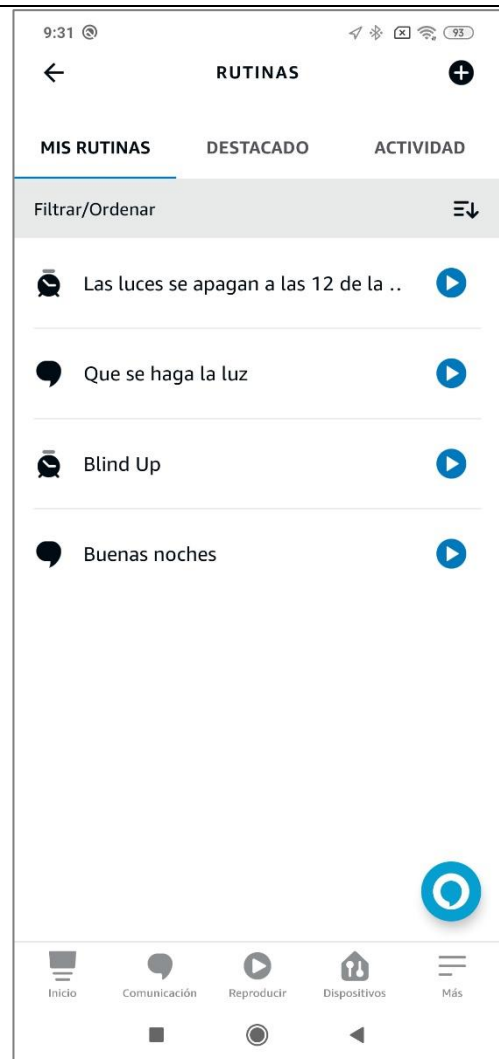 9:31
93
RUTINAS
MIS RUTINAS DESTACADO ACTIVIDAD
Filtrar/Ordenar
Las luces se apagan a las 12 de la ..
Que se haga la luz
Blind Up
Buenas noches
Inicio Comunicación Reproducir Dispositivos Más